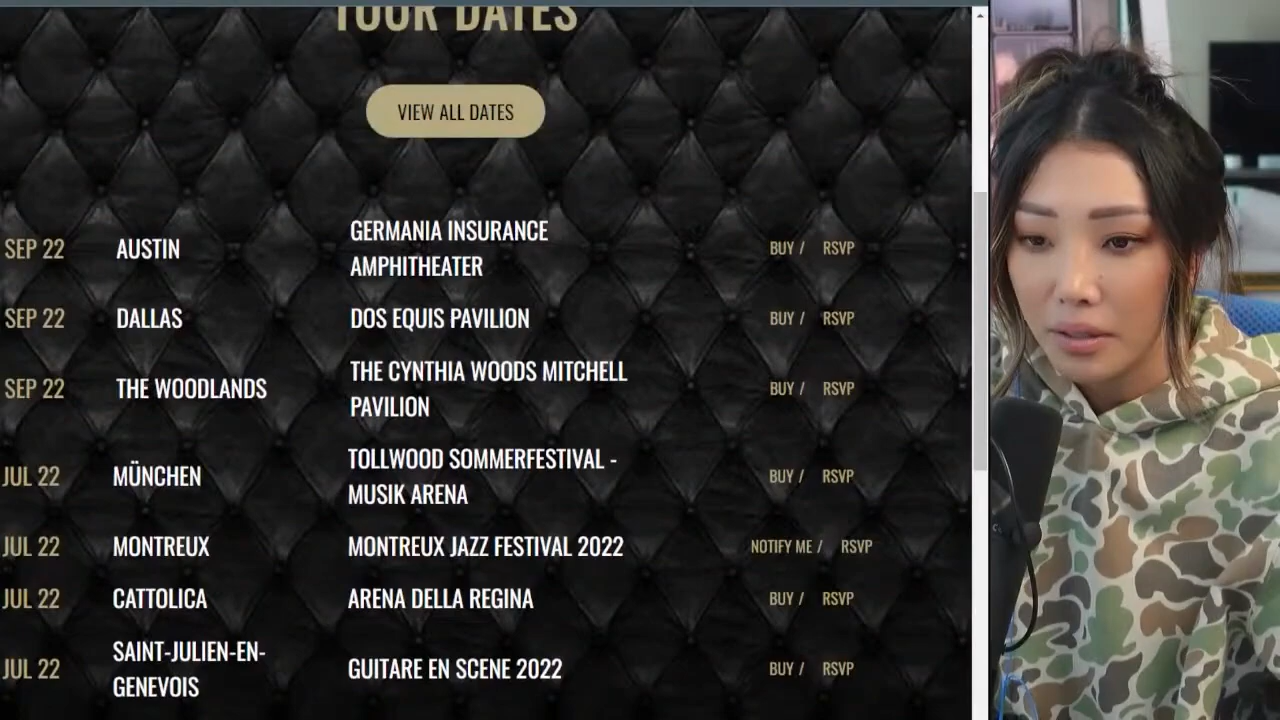 TOUR DATES
VIEW ALL DATES
SEP 22 AUSTIN GERMANIA INSURANCE AMPHITHEATER BUY / RSVP
SEP 22 DALLAS DOS EQUIS PAVILION BUY / RSVP
SEP 22 THE WOODLANDS THE CYNTHIA WOODS MITCHELL PAVILION BUY / RSVP
JUL 22 MÜNCHEN TOLLWOOD SOMMERFESTIVAL - MUSIK ARENA BUY / RSVP
JUL 22 MONTREUX MONTREUX JAZZ FESTIVAL 2022 NOTIFY ME / RSVP
JUL 22 CATTOLICA ARENA DELLA REGINA BUY / RSVP
JUL 22 SAINT-JULIEN-EN-GENEVOIS GUITARE EN SCENE 2022 BUY / RSVP